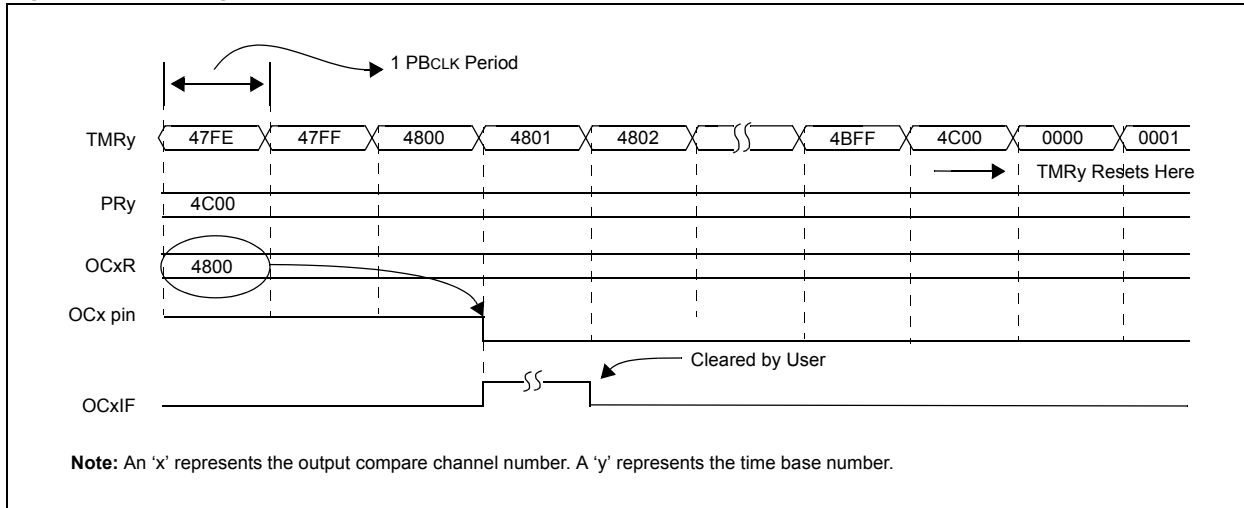 1 PBCLK Period
TMRy 47FE 47FF 4800 4801 4802 4BFF 4C00 0000 0001
TMRy Resets Here
PRy 4C00
OCxR 4800
OCx pin
Cleared by User
OCxIF
Note: An ‘x’ represents the output compare channel number. A ‘y’ represents the time base number.